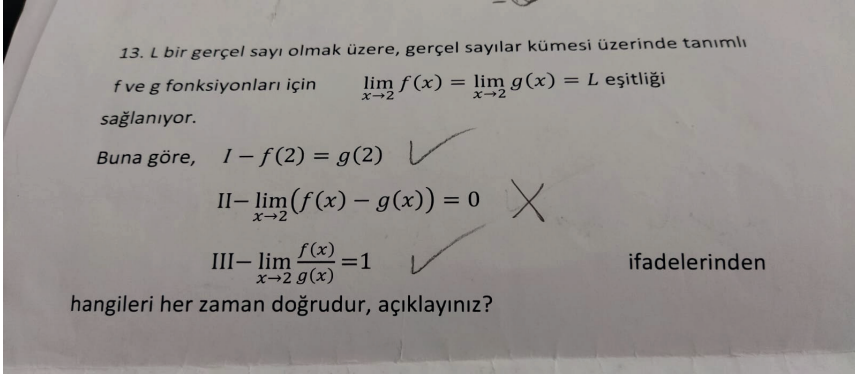 13. L bir gerçel sayı olmak üzere, gerçel sayılar kümesi üzerinde tanımlı
f ve g fonksiyonları için lim x→2 f(x) = lim x→2 g(x) = L eşitliği
sağlanıyor.
Buna göre, I – f(2) = g(2) ✓
II– lim x→2 (f(x) – g(x)) = 0 X
III– lim x→2 f(x)/g(x) =1 ✓ ifadelerinden
hangileri her zaman doğrudur, açıklayınız?